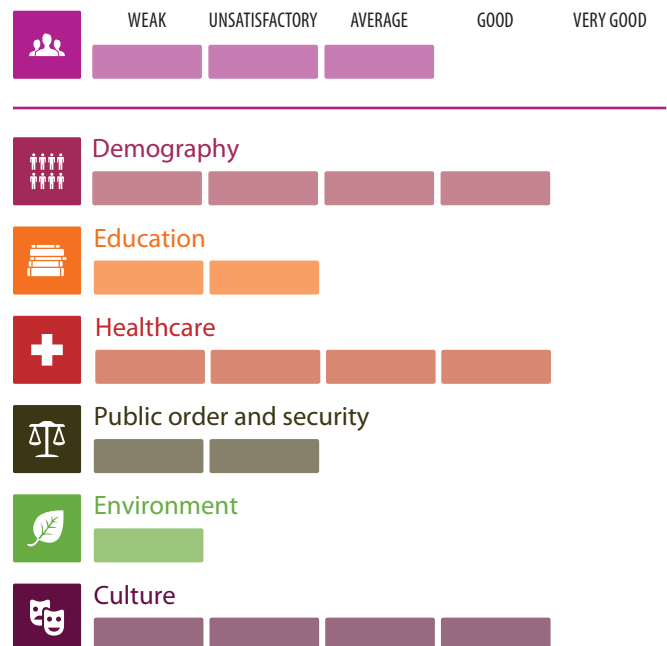 WEAK UNSATISFACTORY AVERAGE GOOD VERY GOOD
Demography
Education
Healthcare
Public order and security
Environment
Culture